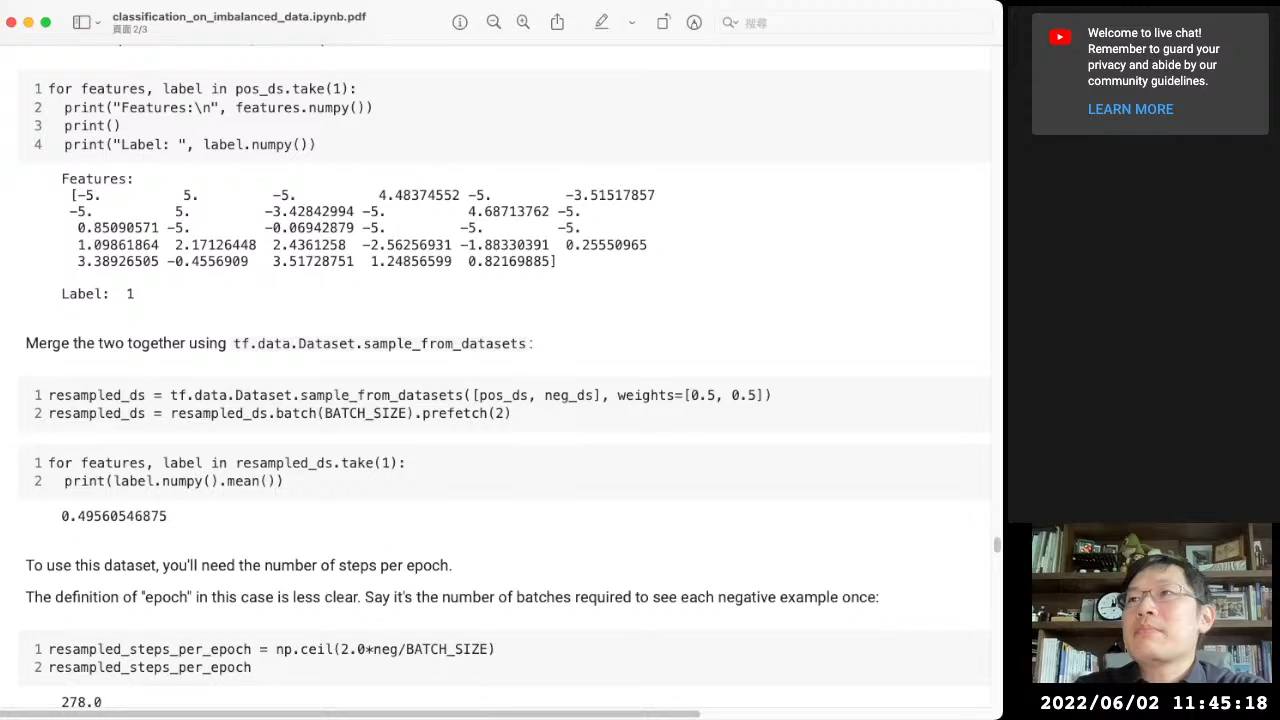 classification_on_imbalanced_data.ipynb.pdf
頁面 2/3
搜尋
1 for features, label in pos_ds.take(1):
2 print("Features:\n", features.numpy())
3 print()
4 print("Label: ", label.numpy())
Features:
[-5. 5. -5. 4.48374552 -5. -3.51517857
-5. 5. -3.42842994 -5. 4.68713762 -5.
0.85090571 -5. -0.06942879 -5. -5. -5.
1.09861864 2.17126448 2.4361258 -2.56256931 -1.88330391 0.25550965
3.38926505 -0.4556909 3.51728751 1.24856599 0.82169885]
Label: 1
Merge the two together using tf.data.Dataset.sample_from_datasets:
1 resampled_ds = tf.data.Dataset.sample_from_datasets([pos_ds, neg_ds], weights=[0.5, 0.5])
2 resampled_ds = resampled_ds.batch(BATCH_SIZE).prefetch(2)
1 for features, label in resampled_ds.take(1):
2 print(label.numpy().mean())
0.49560546875
To use this dataset, you'll need the number of steps per epoch.
The definition of "epoch" in this case is less clear. Say it's the number of batches required to see each negative example once:
1 resampled_steps_per_epoch = np.ceil(2.0*neg/BATCH_SIZE)
2 resampled_steps_per_epoch
278.0
Welcome to live chat!
Remember to guard your
privacy and abide by our
community guidelines.
LEARN MORE
2022/06/02 11:45:18